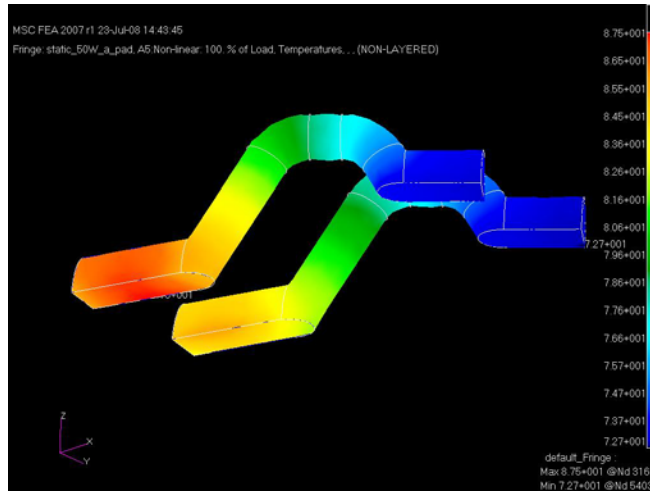 MSC FEA 2007 r1 23-Jul-08 14:43:45
Fringe: static_50W_a_pad, A5:Non-linear: 100. % of Load, Temperatures, . , (NON-LAYERED)
8.75+001
8.65+001
8.55+001
8.45+001
8.36+001
8.26+001
8.16+001
8.06+001
7.27+001
7.96+001
7.86+001
7.76+001
7.66+001
7.57+001
7.47+001
7.37+001
7.27+001
Z
X
Y
default_Fringe :
Max 8.75+001 @Nd 316
Min 7.27+001 @Nd 5403